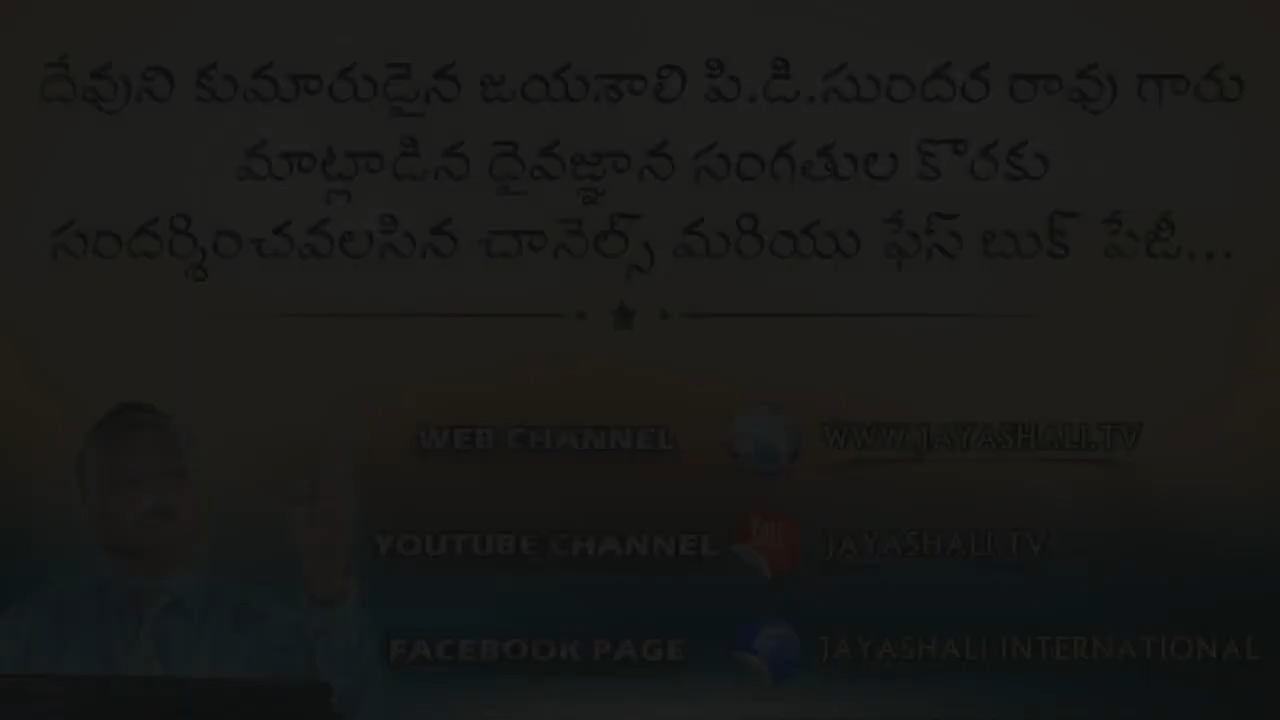 దేవుని కుమారుడైన జయశాలి పి.డి.సుందర రావు గారు
మాట్లాడిన దైవజ్ఞాన సంగతుల కొరకు
సందర్శించవలసిన చానెల్స్ మరియు ఫేస్ బుక్ పేజీ...
WEB CHANNEL WWW.JAYASHALI.TV
YOUTUBE CHANNEL You JAYASHALI TV
FACEBOOK PAGE JAYASHALI INTERNATIONAL